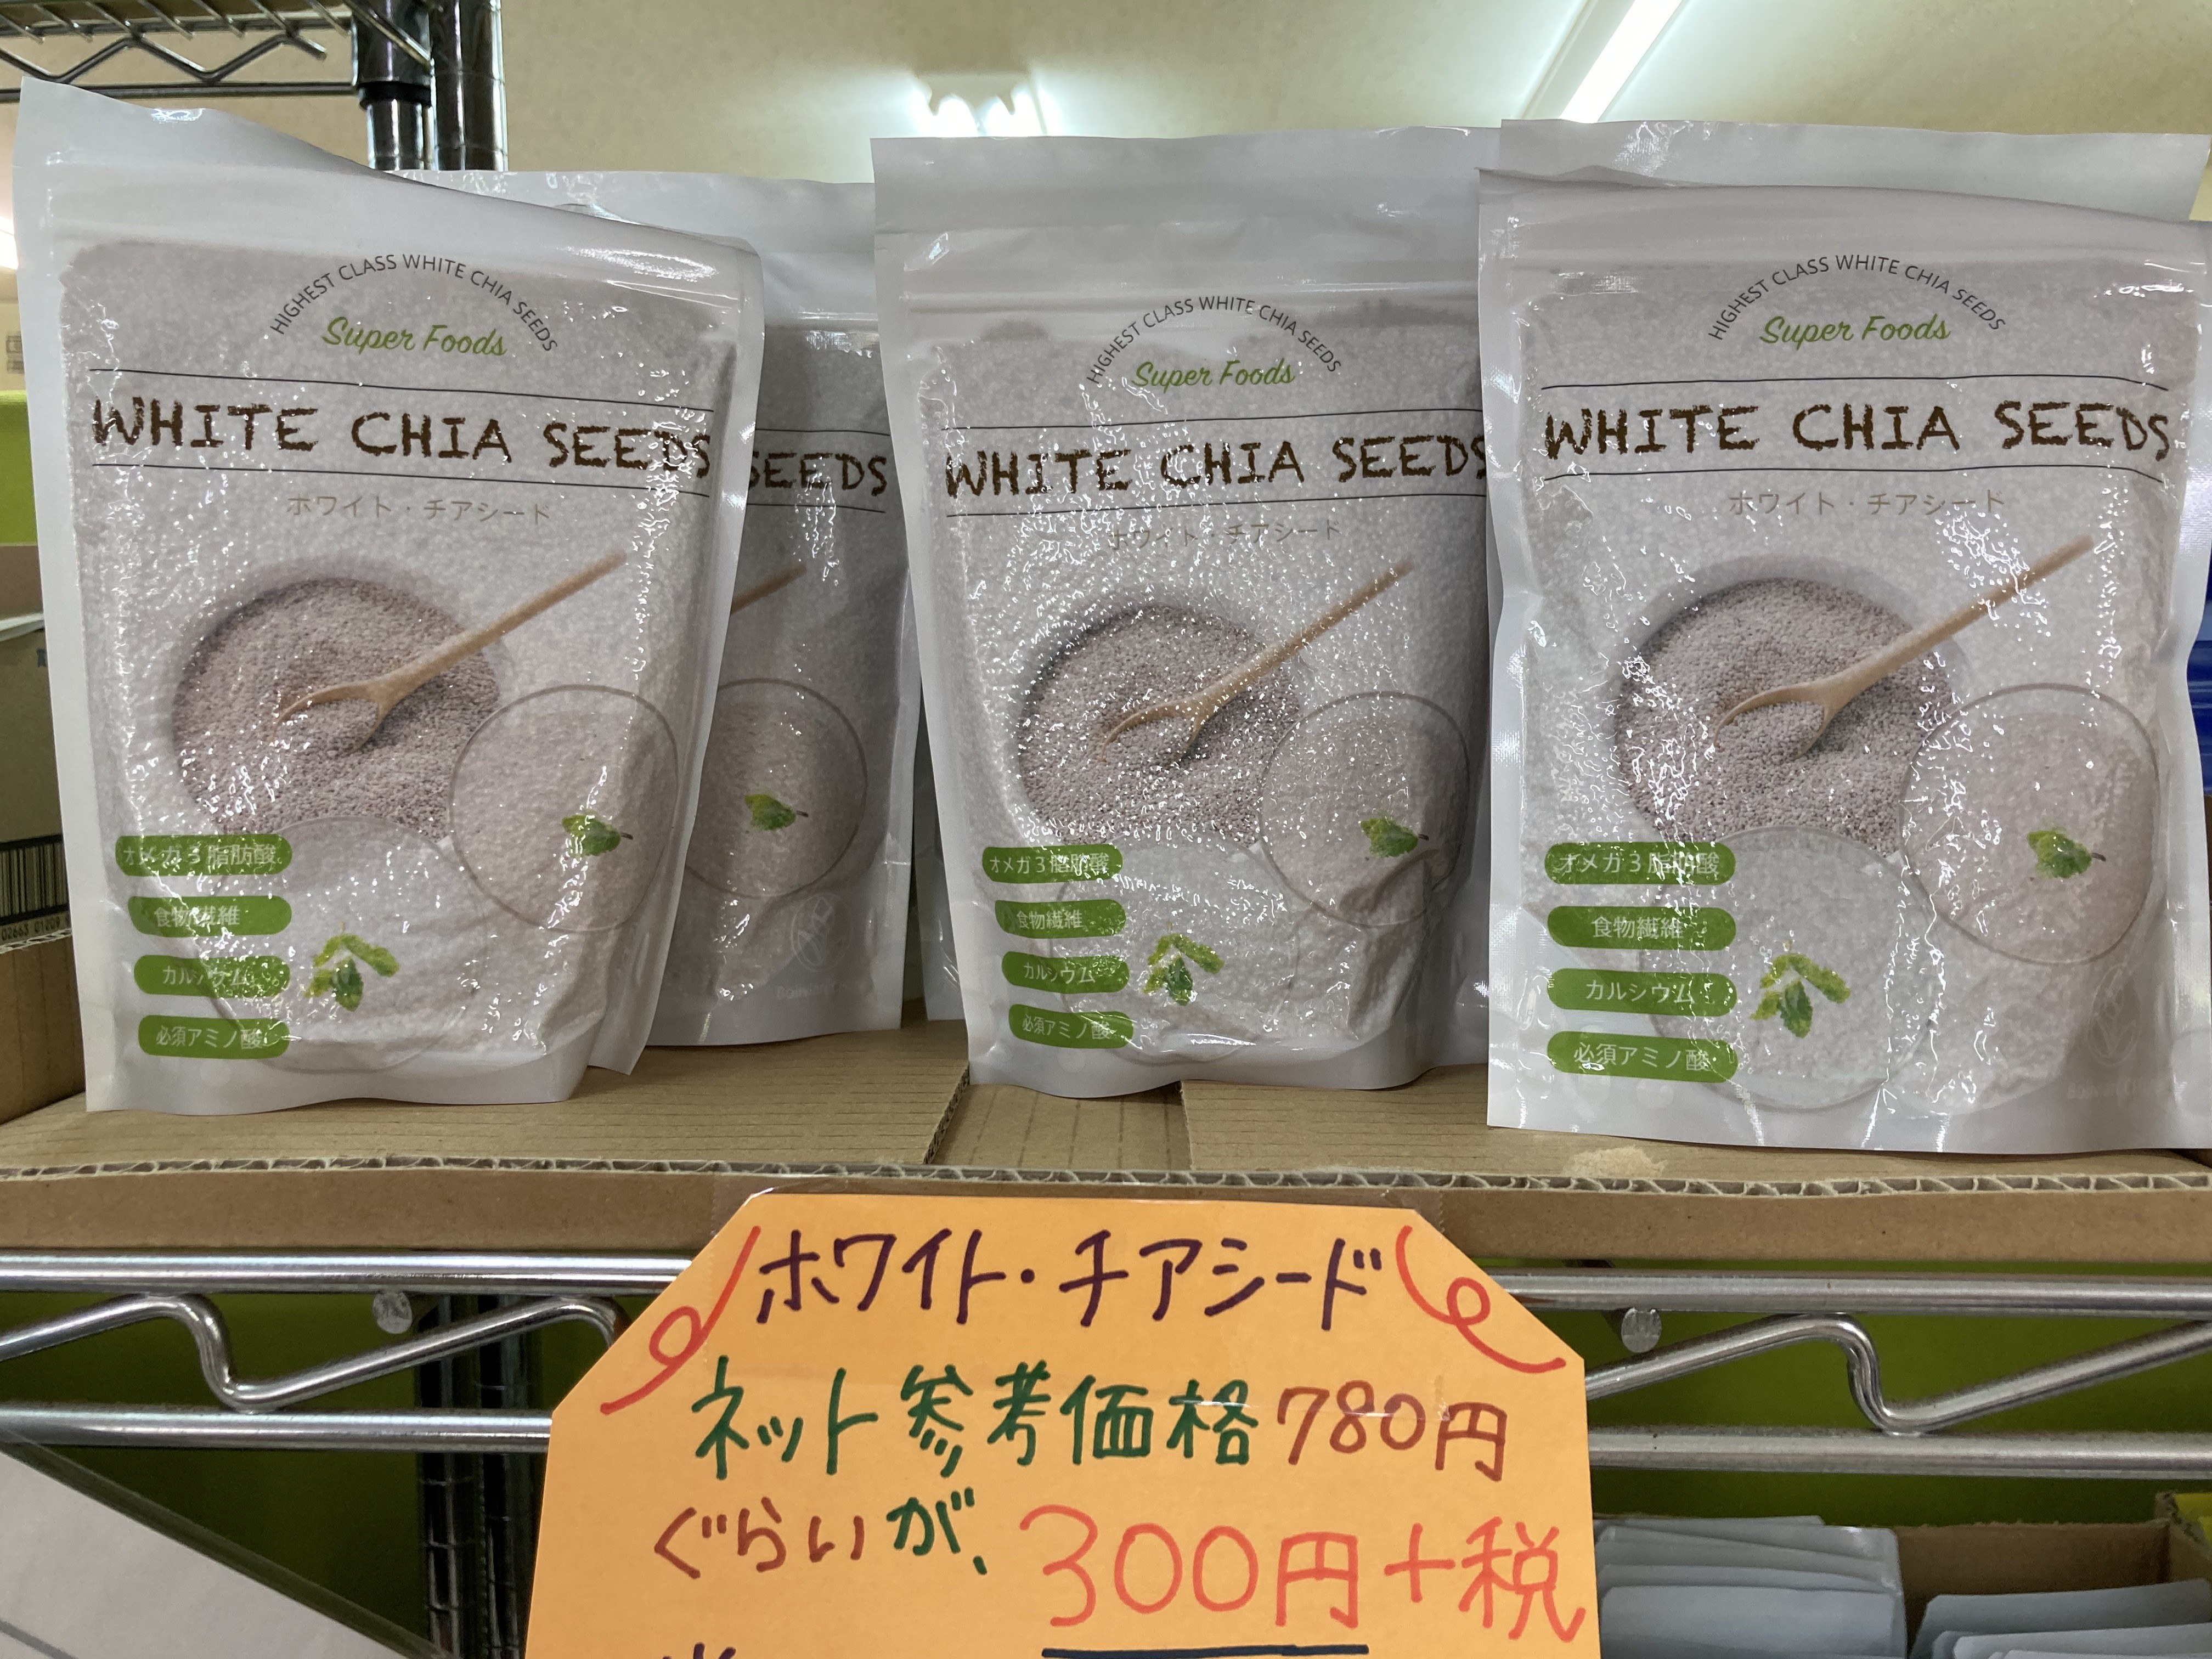 HIGHEST CLASS WHITE CHIA SEEDS
Super Foods
WHITE CHIA SEEDS
ホワイト・チアシード
オメガ3脂肪酸
食物繊維
カルシウム
必須アミノ酸
SEEDS
HIGHEST CLASS WHITE CHIA SEEDS
Super Foods
WHITE CHIA SEEDS
ホワイト・チアシード
オメガ3脂肪酸
食物繊維
カルシウム
必須アミノ酸
HIGHEST CLASS WHITE CHIA SEEDS
Super Foods
WHITE CHIA SEEDS
ホワイト・チアシード
オメガ3脂肪酸
食物繊維
カルシウム
必須アミノ酸
02663 01209
ホワイト・チアシード
ネット参考価格780円
ぐらいが、300円+税